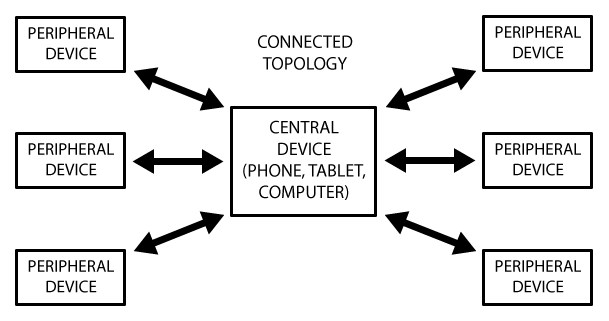 PERIPHERAL
DEVICE
CONNECTED
TOPOLOGY
PERIPHERAL
DEVICE
PERIPHERAL
DEVICE
CENTRAL
DEVICE
(PHONE, TABLET,
COMPUTER)
PERIPHERAL
DEVICE
PERIPHERAL
DEVICE
PERIPHERAL
DEVICE